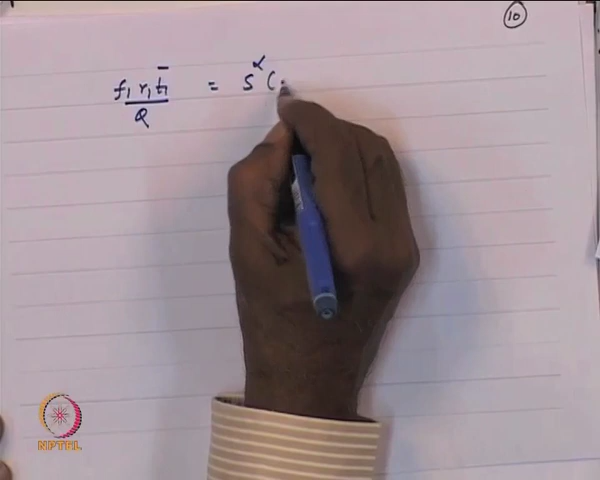 10
f₁ r₁ t̄₁ / Q = S^α (
NPTEL